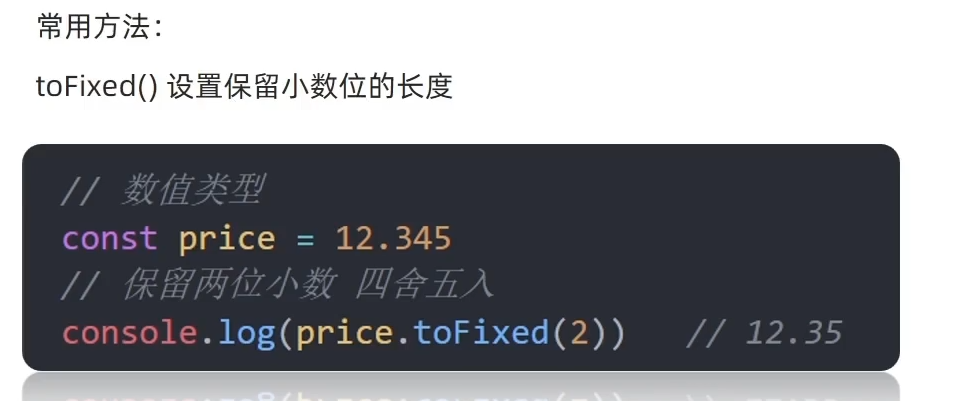 常用方法：
toFixed() 设置保留小数位的长度
// 数值类型
const price = 12.345
// 保留两位小数 四舍五入
console.log(price.toFixed(2))   // 12.35